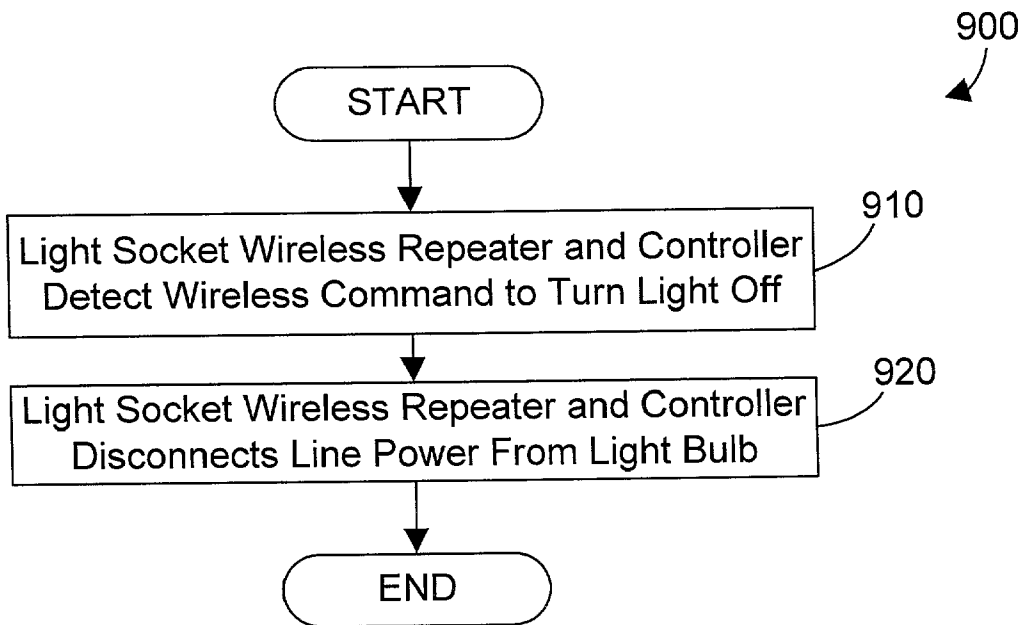 900
START
910
Light Socket Wireless Repeater and Controller
Detect Wireless Command to Turn Light Off
920
Light Socket Wireless Repeater and Controller
Disconnects Line Power From Light Bulb
END